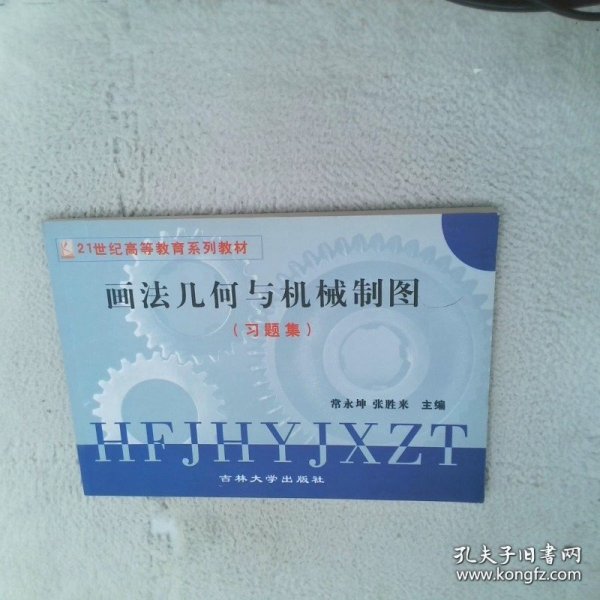 21世纪高等教育系列教材
画法几何与机械制图
(习题集)
常永坤 张胜来 主编
HFJHYJXZT
吉林大学出版社
孔夫子旧书网
www.kongfz.com